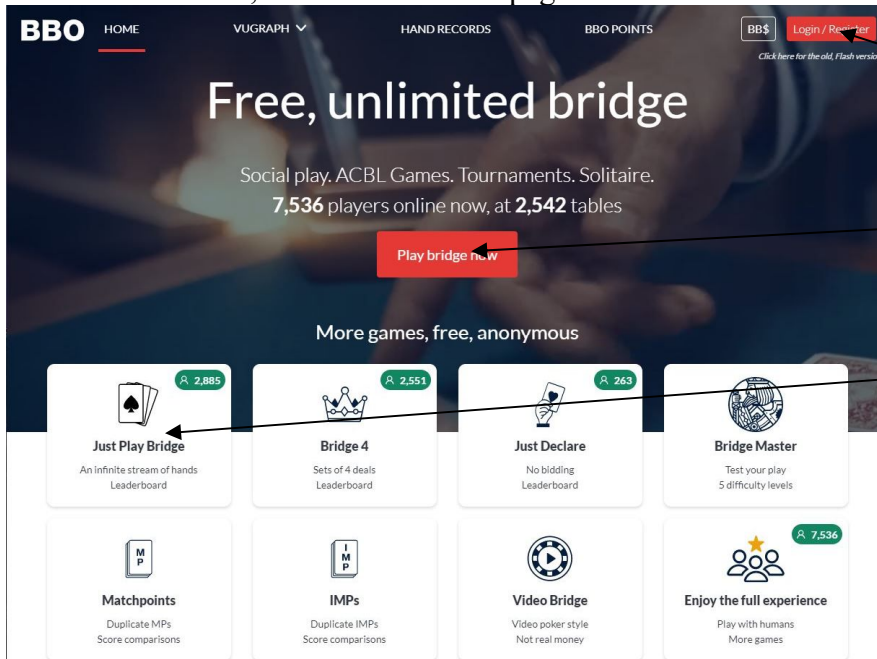 BBO HOME VUGRAPH HAND RECORDS BBO POINTS BB$ Login / Register
Click here for the old, Flash versio
Free, unlimited bridge
Social play. ACBL Games. Tournaments. Solitaire.
7,536 players online now, at 2,542 tables
Play bridge now
More games, free, anonymous
2,885
Just Play Bridge
An infinite stream of hands
Leaderboard
2,551
Bridge 4
Sets of 4 deals
Leaderboard
263
Just Declare
No bidding
Leaderboard
Bridge Master
Test your play
5 difficulty levels
M
P
Matchpoints
Duplicate MPs
Score comparisons
I
M
P
IMPs
Duplicate IMPs
Score comparisons
Video Bridge
Video poker style
Not real money
7,536
Enjoy the full experience
Play with humans
More games